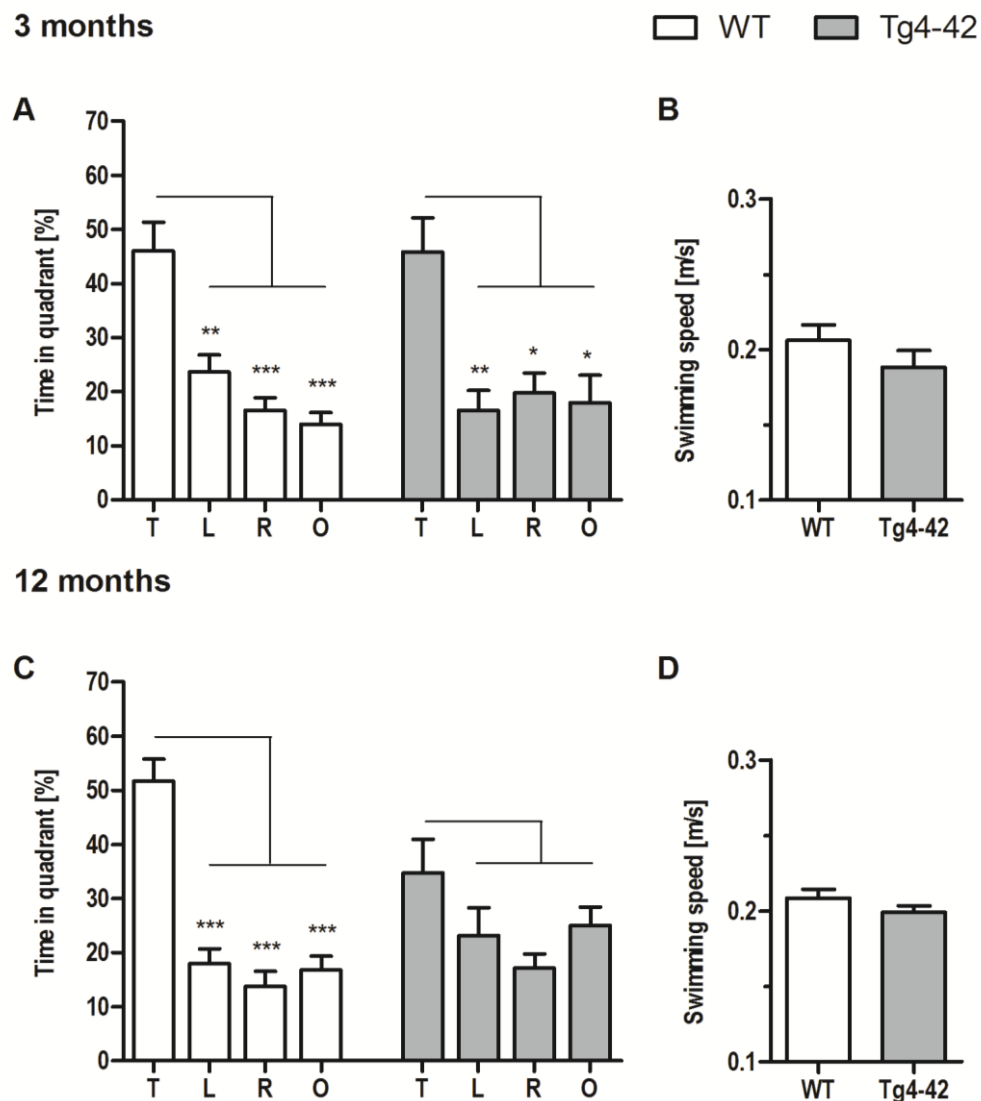 3 months
WT Tg4-42
A
B
Time in quadrant [%]
70
60
50
40
30
20
10
0
** *** ***
** * *
T L R O T L R O
Swimming speed [m/s]
0.3
0.2
0.1
WT Tg4-42
12 months
C
D
Time in quadrant [%]
70
60
50
40
30
20
10
0
*** *** ***
T L R O T L R O
Swimming speed [m/s]
0.3
0.2
0.1
WT Tg4-42